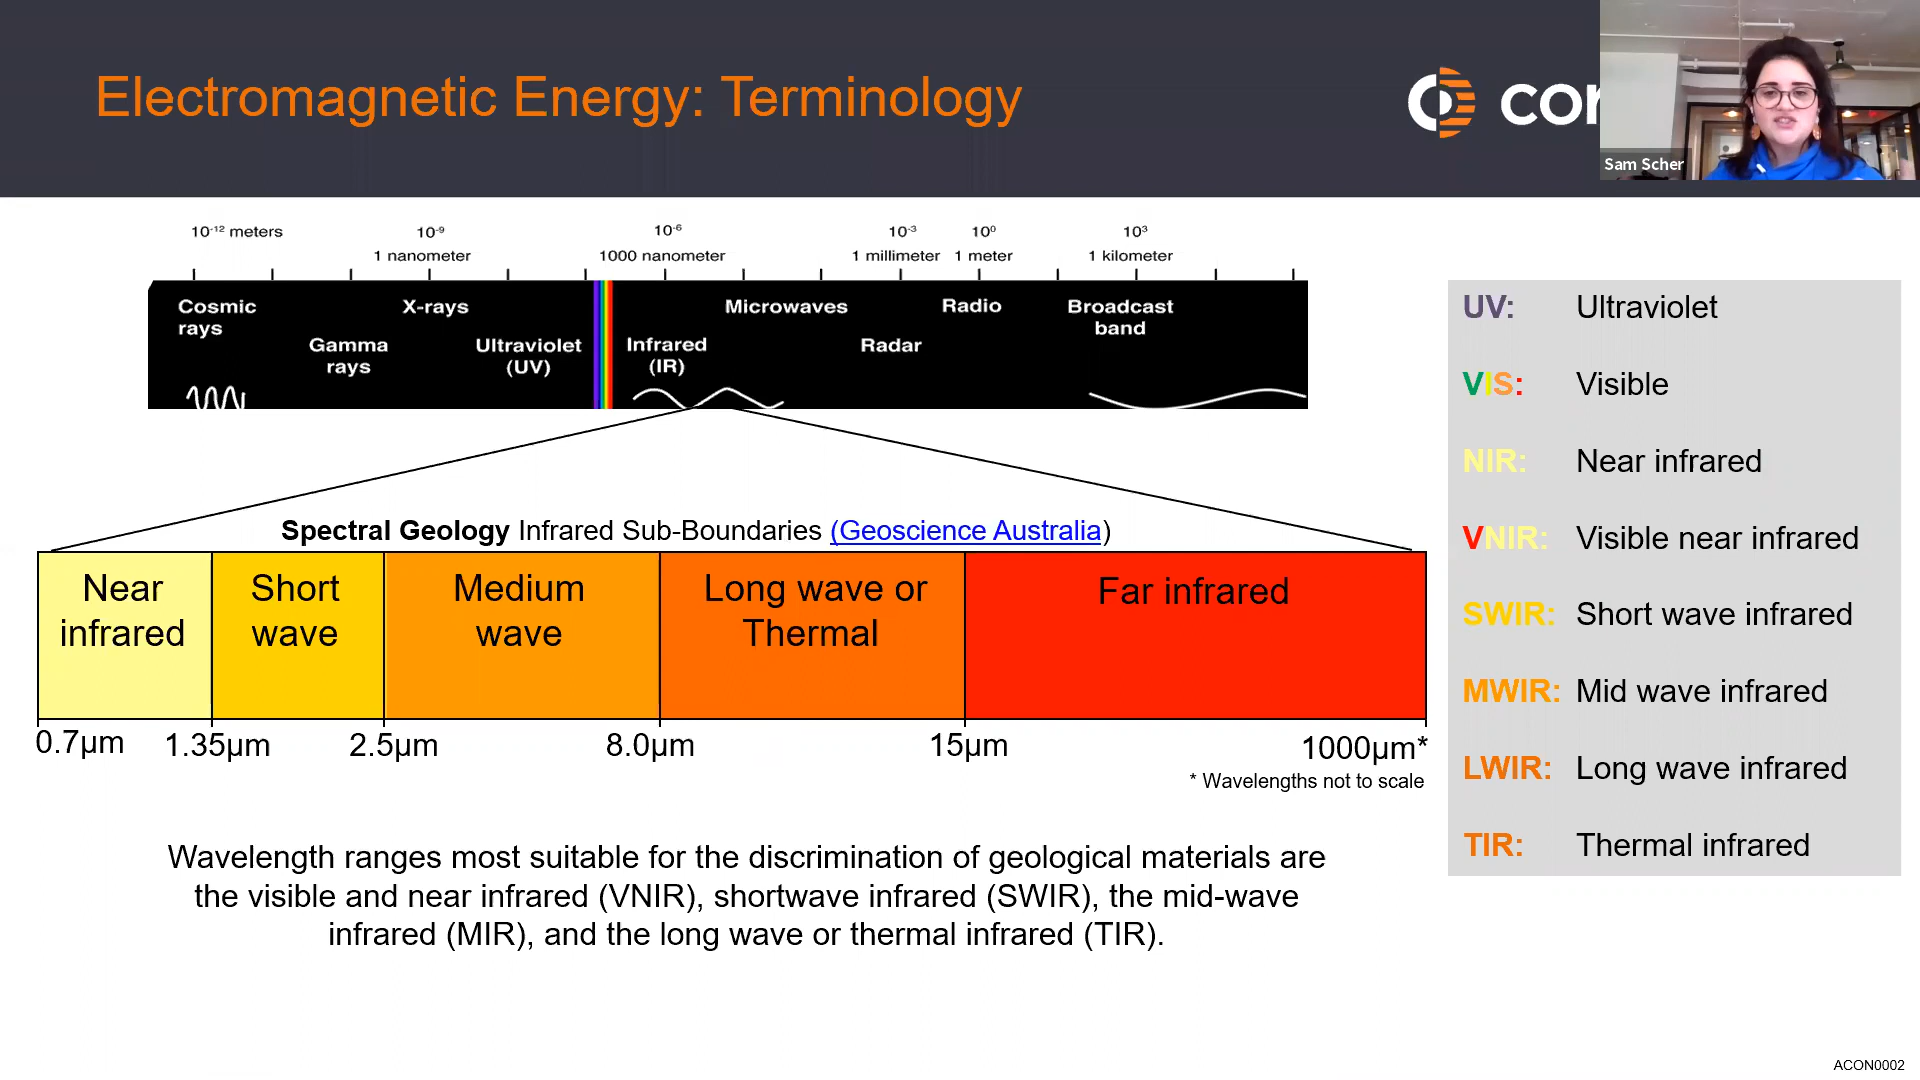 Electromagnetic Energy: Terminology
Sam Scher
10⁻¹² meters
10⁻⁹
1 nanometer
10⁻⁶
1000 nanometer
10⁻³
1 millimeter
10⁰
1 meter
10³
1 kilometer
Cosmic
rays
Gamma
rays
X-rays
Ultraviolet
(UV)
Infrared
(IR)
Microwaves
Radar
Radio
Broadcast
band
Spectral Geology Infrared Sub-Boundaries (Geoscience Australia)
Near
infrared
Short
wave
Medium
wave
Long wave or
Thermal
Far infrared
0.7µm
1.35µm
2.5µm
8.0µm
15µm
1000µm*
* Wavelengths not to scale
Wavelength ranges most suitable for the discrimination of geological materials are
the visible and near infrared (VNIR), shortwave infrared (SWIR), the mid-wave
infrared (MIR), and the long wave or thermal infrared (TIR).
UV: Ultraviolet
VIS: Visible
NIR: Near infrared
VNIR: Visible near infrared
SWIR: Short wave infrared
MWIR: Mid wave infrared
LWIR: Long wave infrared
TIR: Thermal infrared
ACON0002